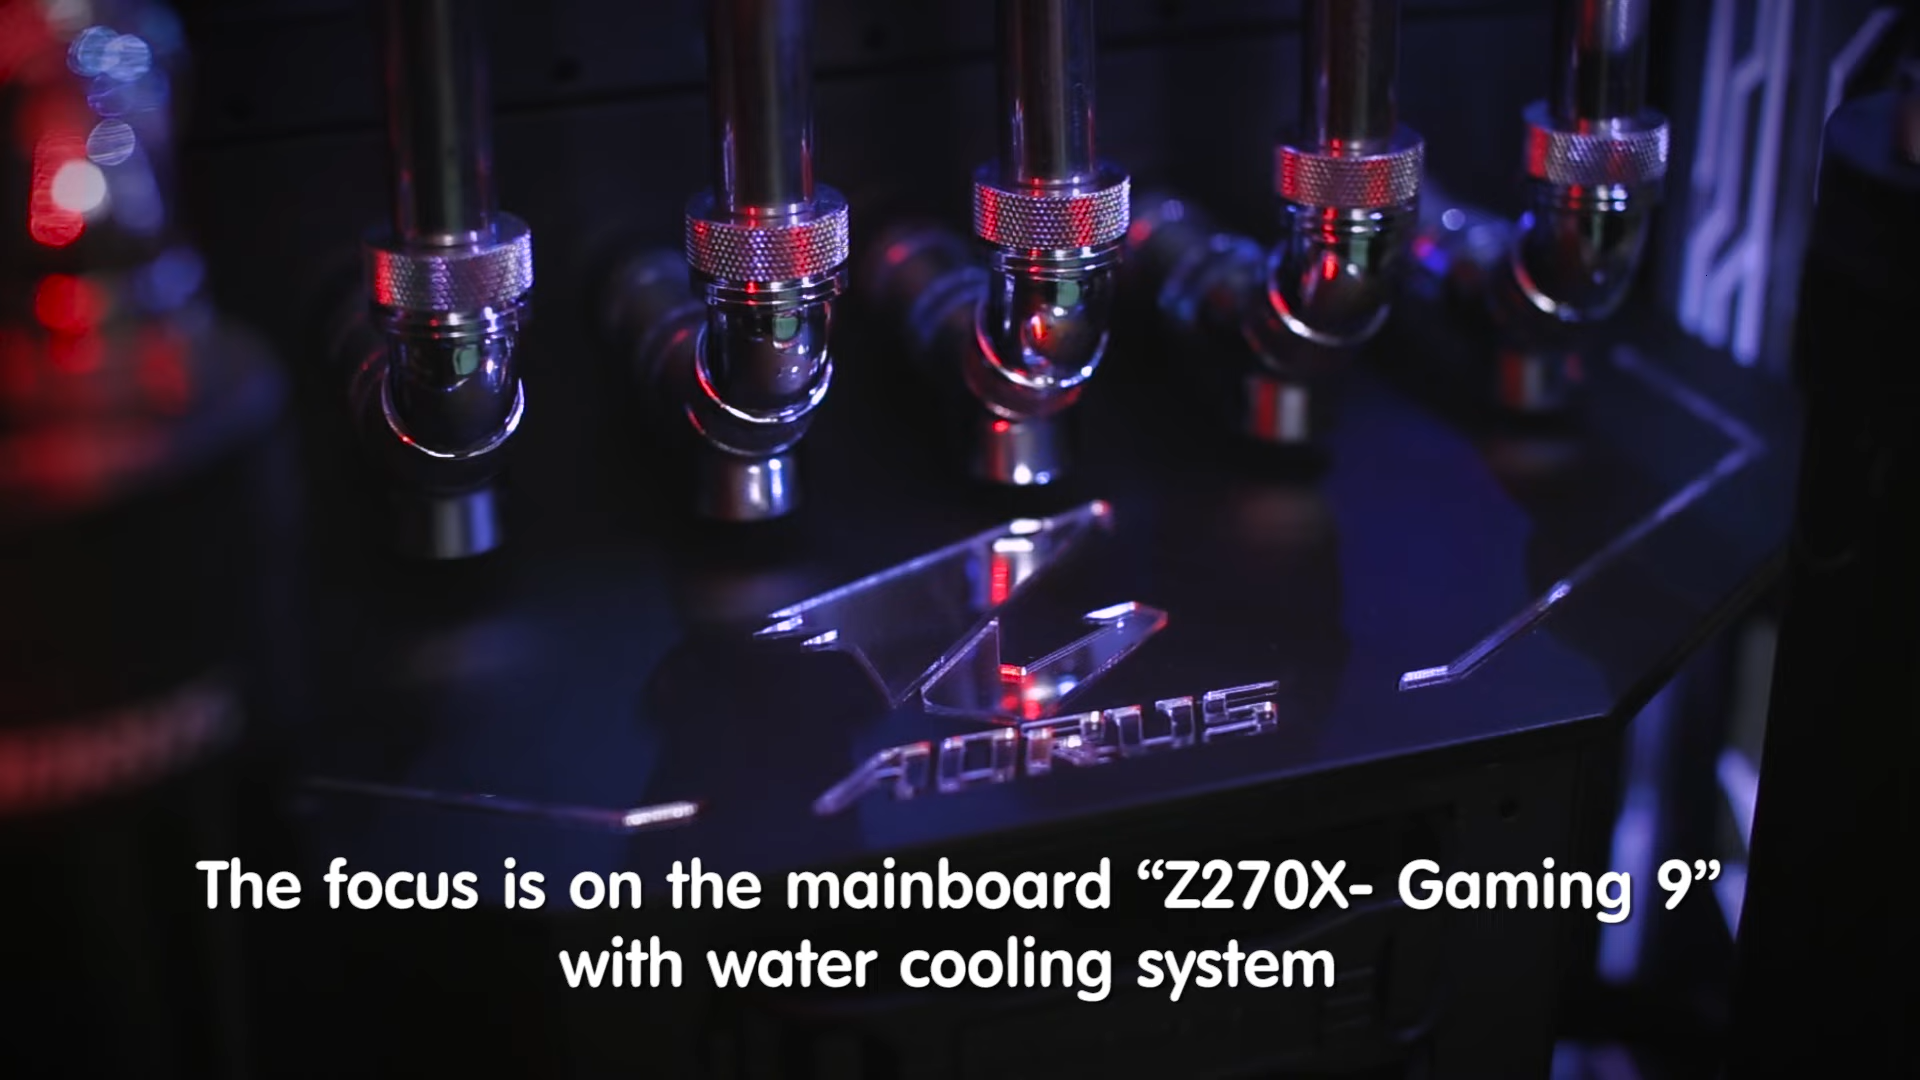 AORUS
The focus is on the mainboard “Z270X- Gaming 9”
with water cooling system